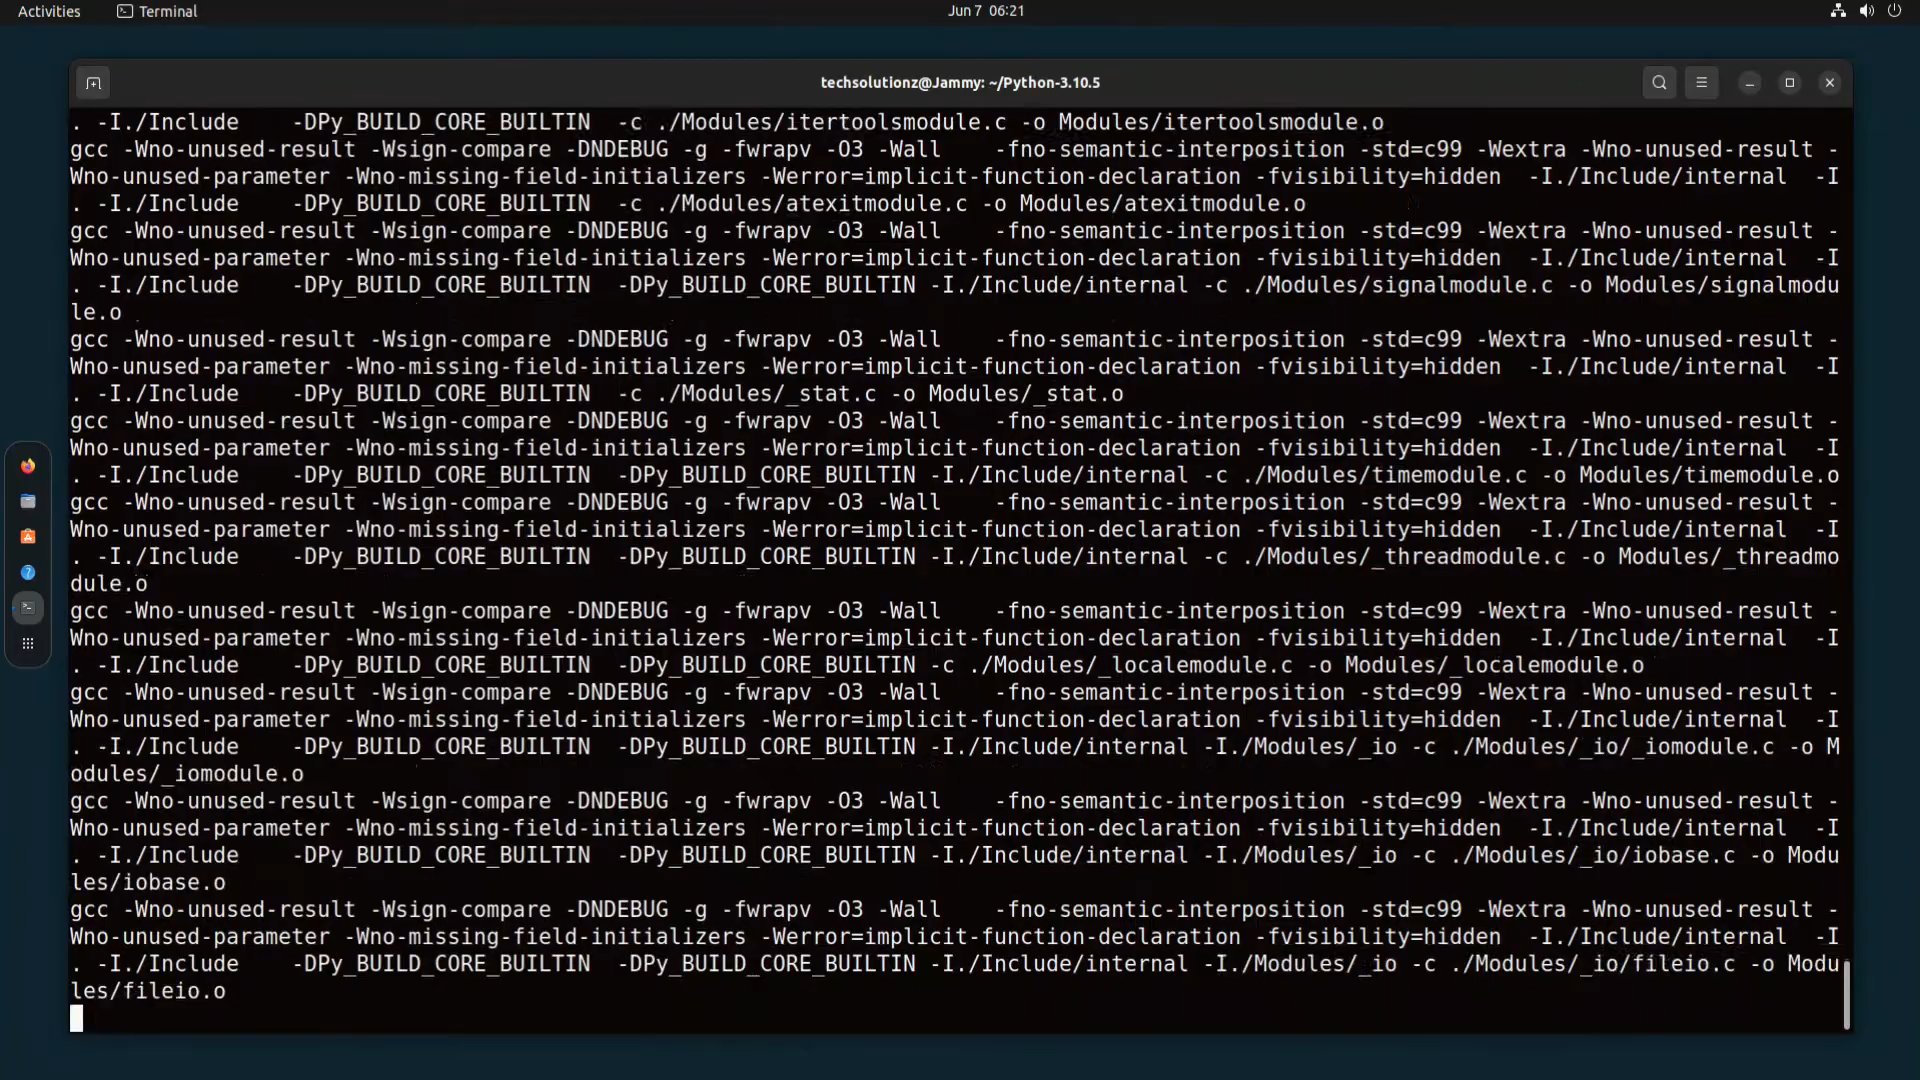 Activities Terminal Jun 7 06:21
techsolutionz@Jammy: ~/Python-3.10.5
. -I./Include    -DPy_BUILD_CORE_BUILTIN  -c ./Modules/itertoolsmodule.c -o Modules/itertoolsmodule.o
gcc -Wno-unused-result -Wsign-compare -DNDEBUG -g -fwrapv -O3 -Wall    -fno-semantic-interposition -std=c99 -Wextra -Wno-unused-result -
Wno-unused-parameter -Wno-missing-field-initializers -Werror=implicit-function-declaration -fvisibility=hidden  -I./Include/internal  -I
. -I./Include    -DPy_BUILD_CORE_BUILTIN  -c ./Modules/atexitmodule.c -o Modules/atexitmodule.o
gcc -Wno-unused-result -Wsign-compare -DNDEBUG -g -fwrapv -O3 -Wall    -fno-semantic-interposition -std=c99 -Wextra -Wno-unused-result -
Wno-unused-parameter -Wno-missing-field-initializers -Werror=implicit-function-declaration -fvisibility=hidden  -I./Include/internal  -I
. -I./Include    -DPy_BUILD_CORE_BUILTIN  -DPy_BUILD_CORE_BUILTIN -I./Include/internal -c ./Modules/signalmodule.c -o Modules/signalmodu
le.o
gcc -Wno-unused-result -Wsign-compare -DNDEBUG -g -fwrapv -O3 -Wall    -fno-semantic-interposition -std=c99 -Wextra -Wno-unused-result -
Wno-unused-parameter -Wno-missing-field-initializers -Werror=implicit-function-declaration -fvisibility=hidden  -I./Include/internal  -I
. -I./Include    -DPy_BUILD_CORE_BUILTIN  -c ./Modules/_stat.c -o Modules/_stat.o
gcc -Wno-unused-result -Wsign-compare -DNDEBUG -g -fwrapv -O3 -Wall    -fno-semantic-interposition -std=c99 -Wextra -Wno-unused-result -
Wno-unused-parameter -Wno-missing-field-initializers -Werror=implicit-function-declaration -fvisibility=hidden  -I./Include/internal  -I
. -I./Include    -DPy_BUILD_CORE_BUILTIN  -DPy_BUILD_CORE_BUILTIN -I./Include/internal -c ./Modules/timemodule.c -o Modules/timemodule.o
gcc -Wno-unused-result -Wsign-compare -DNDEBUG -g -fwrapv -O3 -Wall    -fno-semantic-interposition -std=c99 -Wextra -Wno-unused-result -
Wno-unused-parameter -Wno-missing-field-initializers -Werror=implicit-function-declaration -fvisibility=hidden  -I./Include/internal  -I
. -I./Include    -DPy_BUILD_CORE_BUILTIN  -DPy_BUILD_CORE_BUILTIN -I./Include/internal -c ./Modules/_threadmodule.c -o Modules/_threadmo
dule.o
gcc -Wno-unused-result -Wsign-compare -DNDEBUG -g -fwrapv -O3 -Wall    -fno-semantic-interposition -std=c99 -Wextra -Wno-unused-result -
Wno-unused-parameter -Wno-missing-field-initializers -Werror=implicit-function-declaration -fvisibility=hidden  -I./Include/internal  -I
. -I./Include    -DPy_BUILD_CORE_BUILTIN  -DPy_BUILD_CORE_BUILTIN -c ./Modules/_localemodule.c -o Modules/_localemodule.o
gcc -Wno-unused-result -Wsign-compare -DNDEBUG -g -fwrapv -O3 -Wall    -fno-semantic-interposition -std=c99 -Wextra -Wno-unused-result -
Wno-unused-parameter -Wno-missing-field-initializers -Werror=implicit-function-declaration -fvisibility=hidden  -I./Include/internal  -I
. -I./Include    -DPy_BUILD_CORE_BUILTIN  -DPy_BUILD_CORE_BUILTIN -I./Include/internal -I./Modules/_io -c ./Modules/_io/_iomodule.c -o M
odules/_iomodule.o
gcc -Wno-unused-result -Wsign-compare -DNDEBUG -g -fwrapv -O3 -Wall    -fno-semantic-interposition -std=c99 -Wextra -Wno-unused-result -
Wno-unused-parameter -Wno-missing-field-initializers -Werror=implicit-function-declaration -fvisibility=hidden  -I./Include/internal  -I
. -I./Include    -DPy_BUILD_CORE_BUILTIN  -DPy_BUILD_CORE_BUILTIN -I./Include/internal -I./Modules/_io -c ./Modules/_io/iobase.c -o Modu
les/iobase.o
gcc -Wno-unused-result -Wsign-compare -DNDEBUG -g -fwrapv -O3 -Wall    -fno-semantic-interposition -std=c99 -Wextra -Wno-unused-result -
Wno-unused-parameter -Wno-missing-field-initializers -Werror=implicit-function-declaration -fvisibility=hidden  -I./Include/internal  -I
. -I./Include    -DPy_BUILD_CORE_BUILTIN  -DPy_BUILD_CORE_BUILTIN -I./Include/internal -I./Modules/_io -c ./Modules/_io/fileio.c -o Modu
les/fileio.o